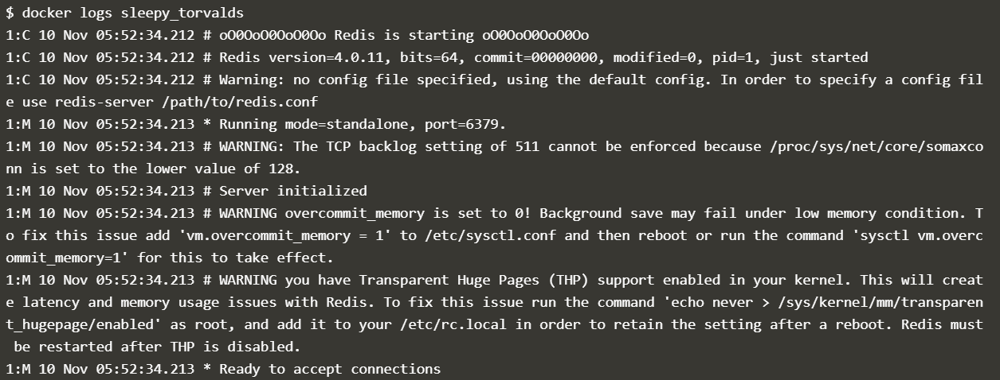 $ docker logs sleepy_torvalds
1:C 10 Nov 05:52:34.212 # oO0OoO0OoO0Oo Redis is starting oO0OoO0OoO0Oo
1:C 10 Nov 05:52:34.212 # Redis version=4.0.11, bits=64, commit=00000000, modified=0, pid=1, just started
1:C 10 Nov 05:52:34.212 # Warning: no config file specified, using the default config. In order to specify a config fil
e use redis-server /path/to/redis.conf
1:M 10 Nov 05:52:34.213 * Running mode=standalone, port=6379.
1:M 10 Nov 05:52:34.213 # WARNING: The TCP backlog setting of 511 cannot be enforced because /proc/sys/net/core/somaxco
nn is set to the lower value of 128.
1:M 10 Nov 05:52:34.213 # Server initialized
1:M 10 Nov 05:52:34.213 # WARNING overcommit_memory is set to 0! Background save may fail under low memory condition. T
o fix this issue add 'vm.overcommit_memory = 1' to /etc/sysctl.conf and then reboot or run the command 'sysctl vm.overc
ommit_memory=1' for this to take effect.
1:M 10 Nov 05:52:34.213 # WARNING you have Transparent Huge Pages (THP) support enabled in your kernel. This will creat
e latency and memory usage issues with Redis. To fix this issue run the command 'echo never > /sys/kernel/mm/transparen
t_hugepage/enabled' as root, and add it to your /etc/rc.local in order to retain the setting after a reboot. Redis must
 be restarted after THP is disabled.
1:M 10 Nov 05:52:34.213 * Ready to accept connections